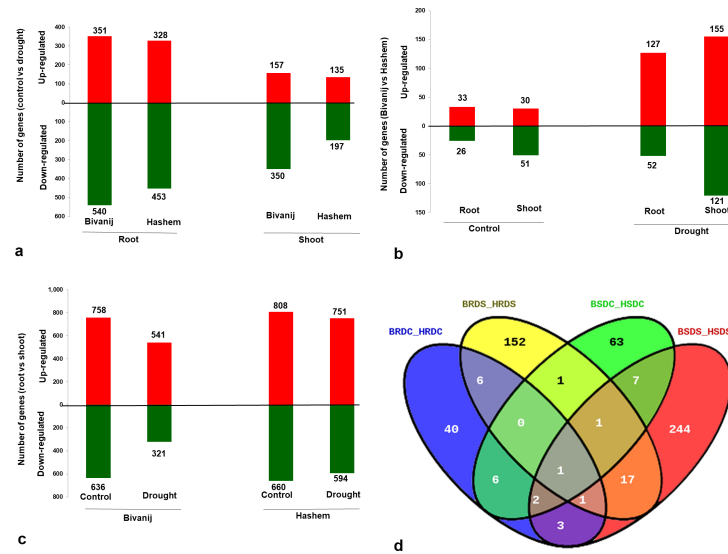 Number of genes (control vs drought)
Up-regulated
Down-regulated
400
300
200
100
0
100
200
300
400
500
600
351
328
157
135
540
453
350
197
Bivanij
Hashem
Bivanij
Hashem
Root
Shoot
a
Number of genes (Bivanij vs Hashem)
Up-regulated
Down-regulated
200
150
100
50
0
50
100
150
33
30
127
155
26
51
52
121
Root
Shoot
Root
Shoot
Control
Drought
b
Number of genes (root vs shoot)
Up-regulated
Down-regulated
1,000
800
600
400
200
0
200
400
600
800
758
541
808
751
636
321
660
594
Control
Drought
Control
Drought
Bivanij
Hashem
c
BRDS_HRDS
BSDC_HSDC
BRDC_HRDC
BSDS_HSDS
152
63
6
1
7
40
0
1
244
1
6
17
2
1
3
d